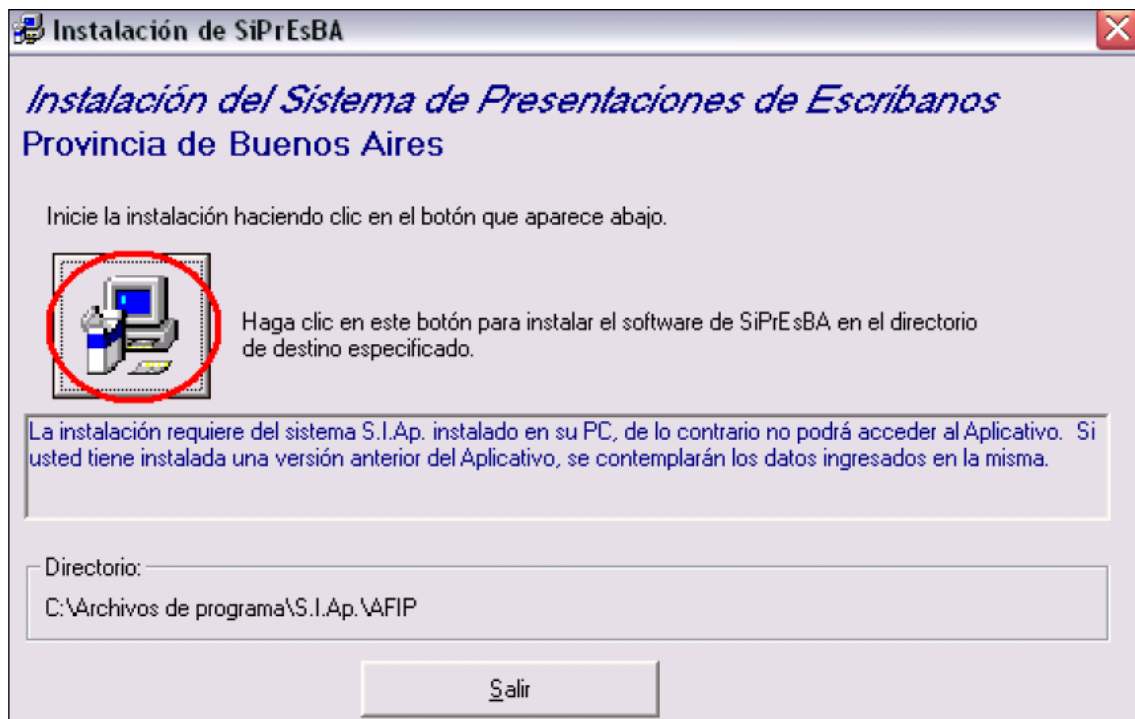 Instalación de SiPrEsBA
Instalación del Sistema de Presentaciones de Escribanos
Provincia de Buenos Aires
Inicie la instalación haciendo clic en el botón que aparece abajo.
Haga clic en este botón para instalar el software de SiPrEsBA en el directorio
de destino especificado.
La instalación requiere del sistema S.I.Ap. instalado en su PC, de lo contrario no podrá acceder al Aplicativo.  Si
usted tiene instalada una versión anterior del Aplicativo, se contemplarán los datos ingresados en la misma.
Directorio:
C:\Archivos de programa\S.I.Ap.\AFIP
Salir